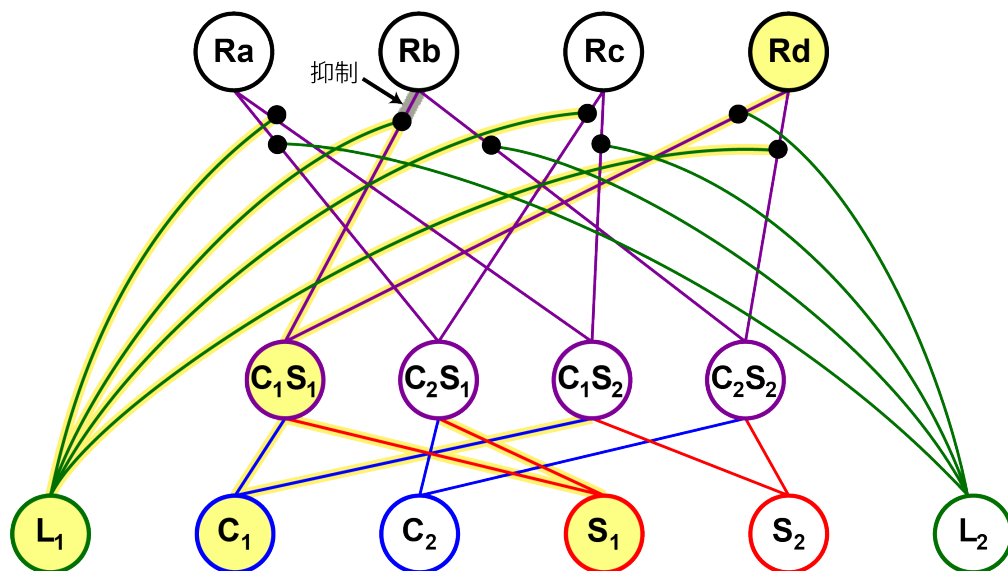 Ra Rb Rc Rd
抑制
C₁S₁ C₂S₁ C₁S₂ C₂S₂
L₁ C₁ C₂ S₁ S₂ L₂